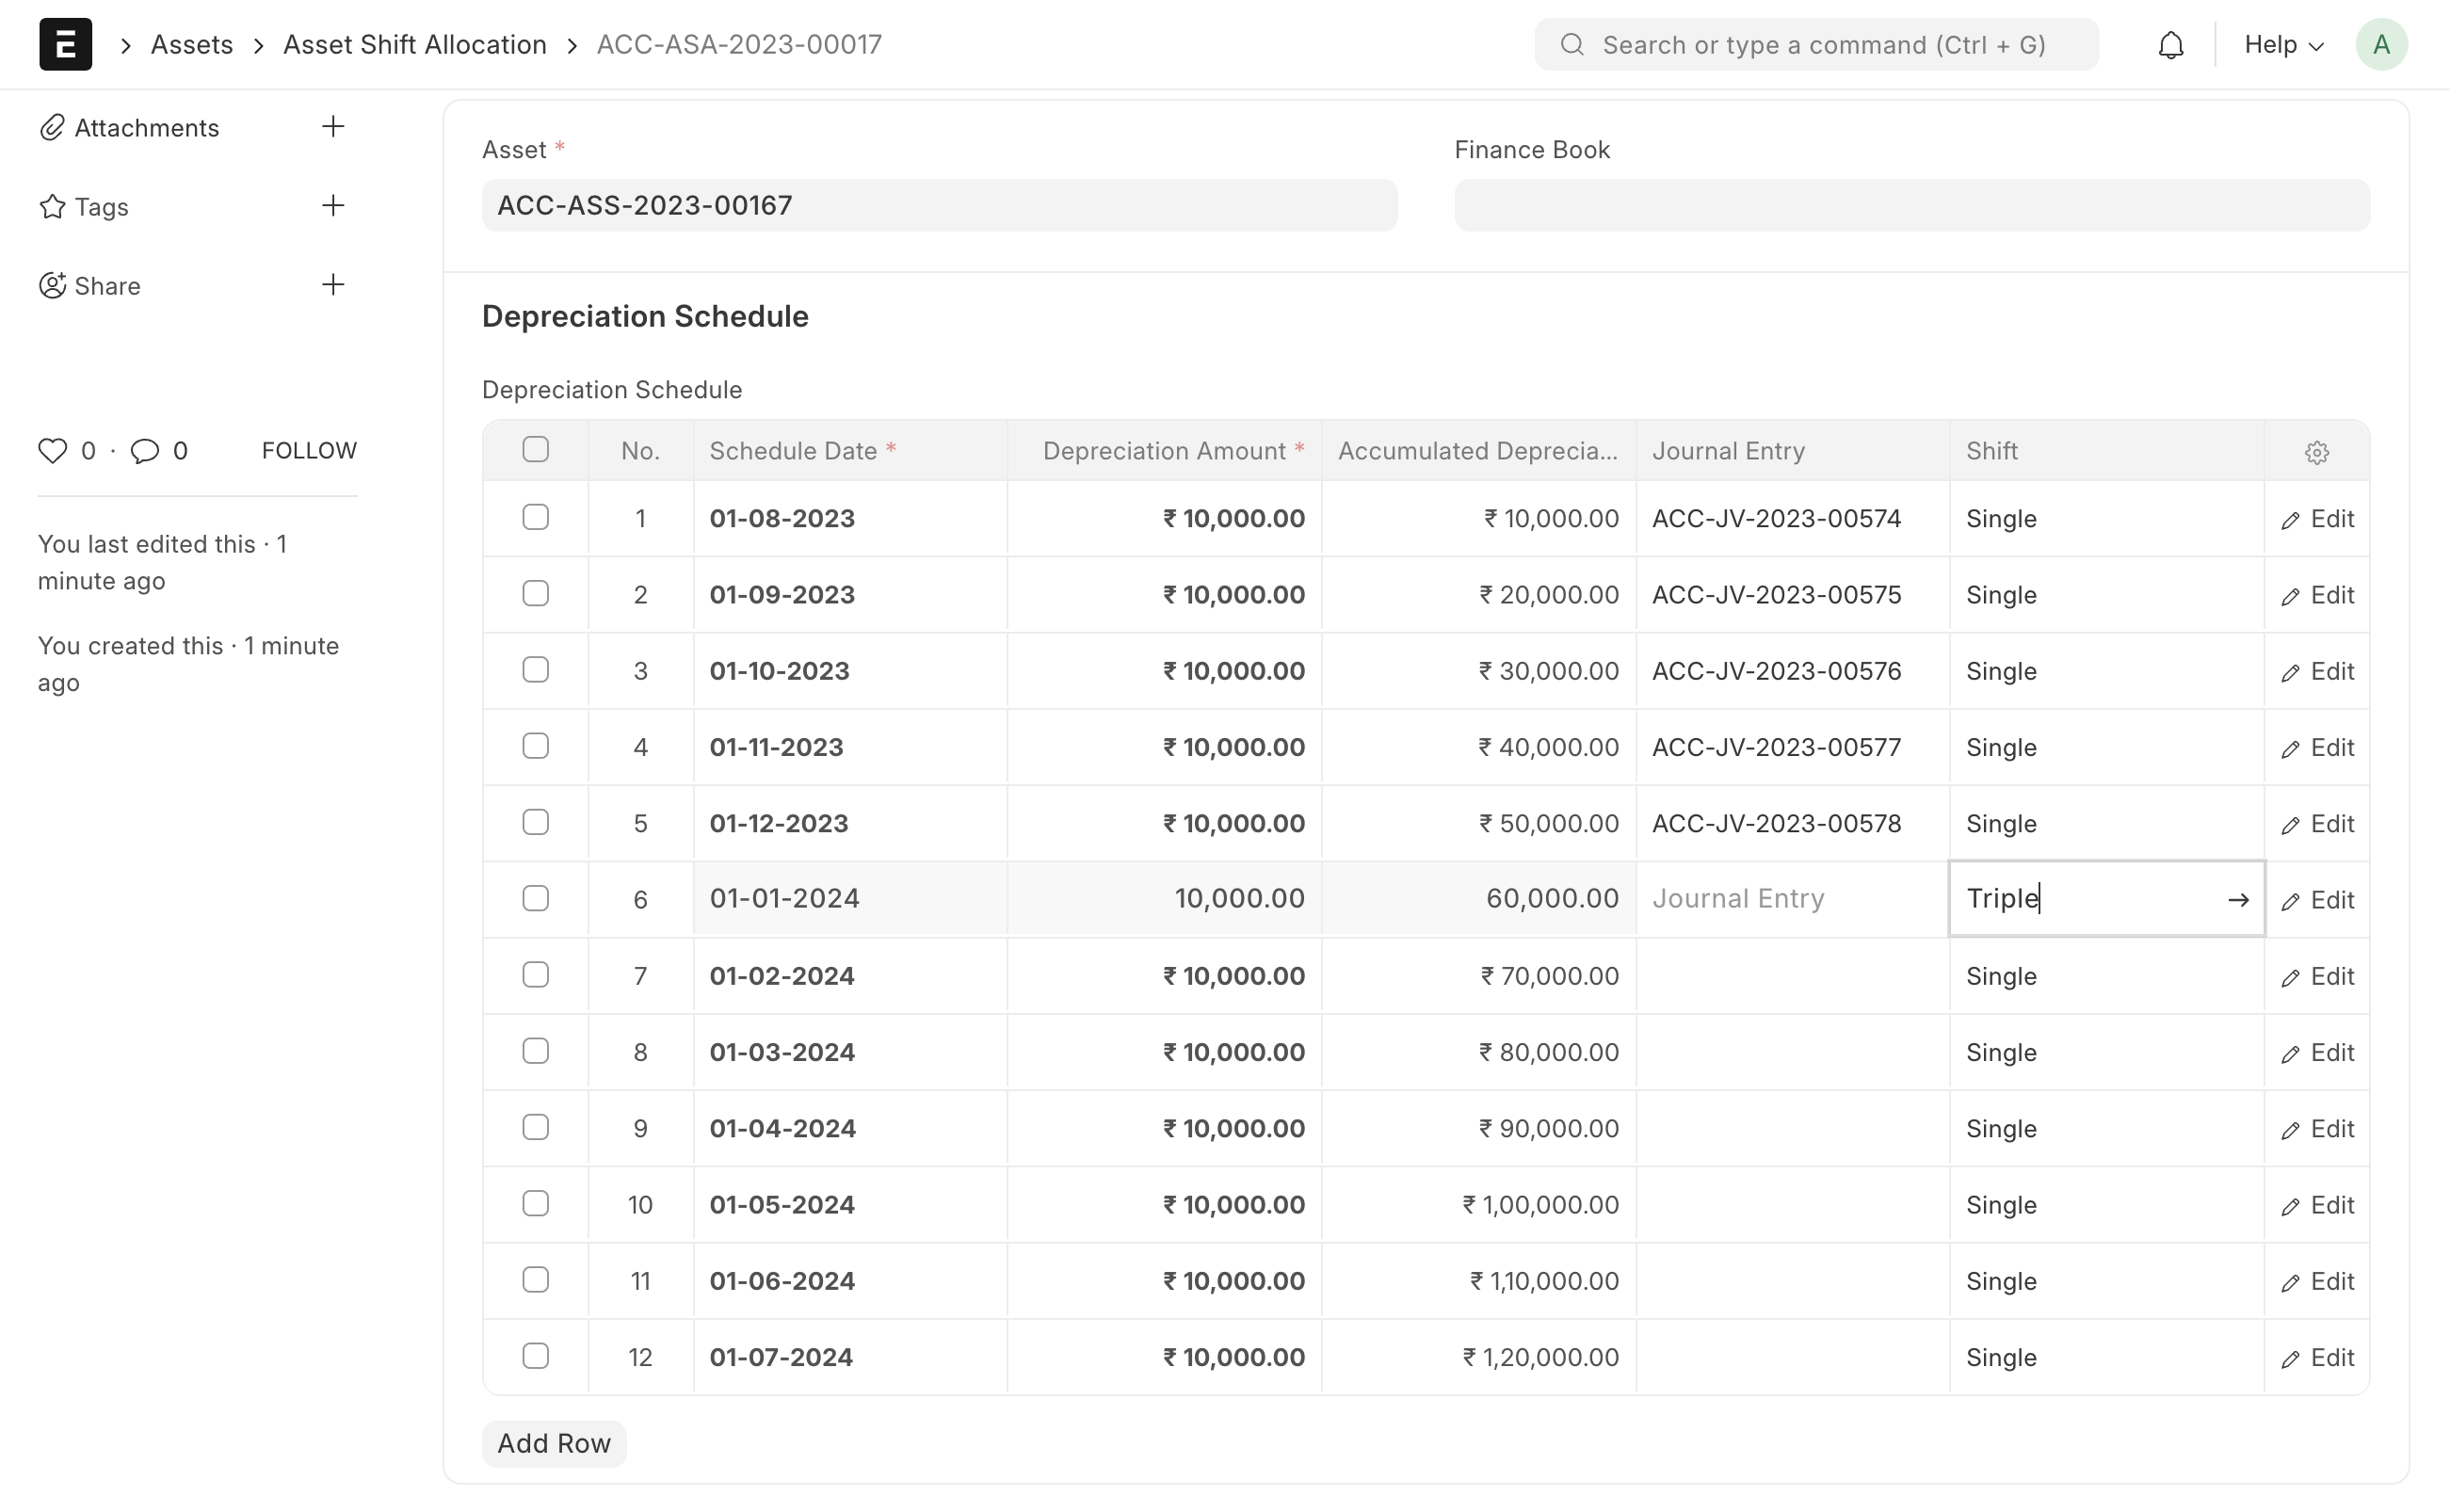 E > Assets > Asset Shift Allocation > ACC-ASA-2023-00017 Search or type a command (Ctrl + G) Help A
Attachments +
Tags +
Share +
0 · 0 FOLLOW
You last edited this · 1
minute ago
You created this · 1 minute
ago
Asset * Finance Book
ACC-ASS-2023-00167
Depreciation Schedule
Depreciation Schedule
No. Schedule Date * Depreciation Amount * Accumulated Deprecia... Journal Entry Shift
1 01-08-2023 ₹ 10,000.00 ₹ 10,000.00 ACC-JV-2023-00574 Single Edit
2 01-09-2023 ₹ 10,000.00 ₹ 20,000.00 ACC-JV-2023-00575 Single Edit
3 01-10-2023 ₹ 10,000.00 ₹ 30,000.00 ACC-JV-2023-00576 Single Edit
4 01-11-2023 ₹ 10,000.00 ₹ 40,000.00 ACC-JV-2023-00577 Single Edit
5 01-12-2023 ₹ 10,000.00 ₹ 50,000.00 ACC-JV-2023-00578 Single Edit
6 01-01-2024 10,000.00 60,000.00 Journal Entry Triple → Edit
7 01-02-2024 ₹ 10,000.00 ₹ 70,000.00 Single Edit
8 01-03-2024 ₹ 10,000.00 ₹ 80,000.00 Single Edit
9 01-04-2024 ₹ 10,000.00 ₹ 90,000.00 Single Edit
10 01-05-2024 ₹ 10,000.00 ₹ 1,00,000.00 Single Edit
11 01-06-2024 ₹ 10,000.00 ₹ 1,10,000.00 Single Edit
12 01-07-2024 ₹ 10,000.00 ₹ 1,20,000.00 Single Edit
Add Row